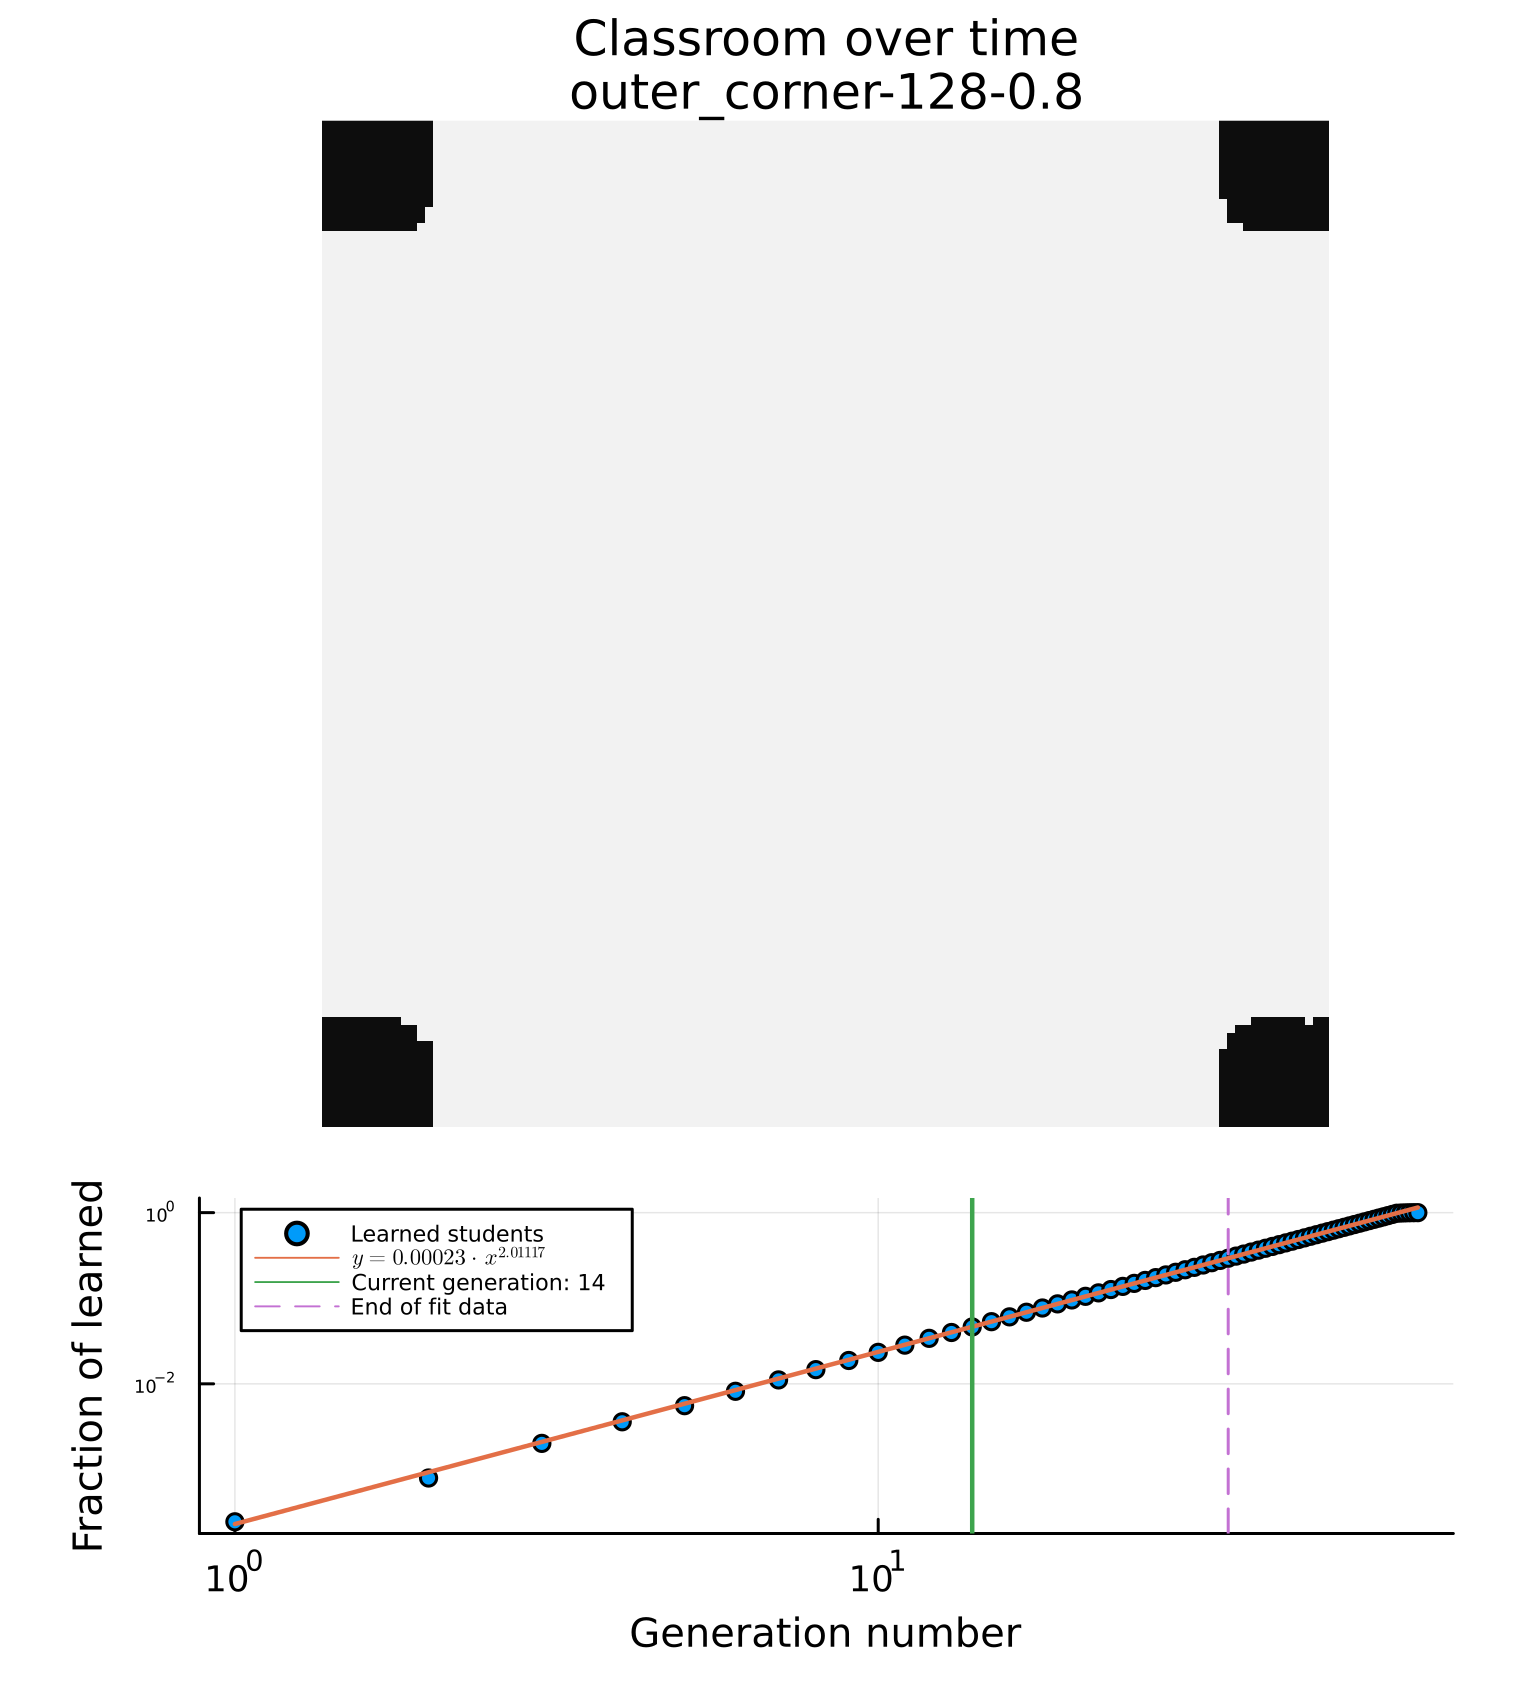 Classroom over time
outer_corner-128-0.8
Fraction of learned
10⁰
10⁻²
Learned students
y = 0.00023 · x^2.01117
Current generation: 14
End of fit data
10⁰
10¹
Generation number